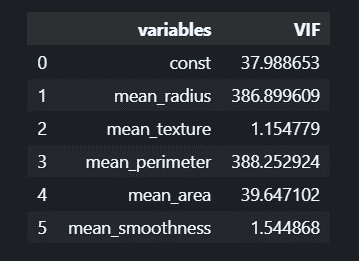 variables VIF
0 const 37.988653
1 mean_radius 386.899609
2 mean_texture 1.154779
3 mean_perimeter 388.252924
4 mean_area 39.647102
5 mean_smoothness 1.544868